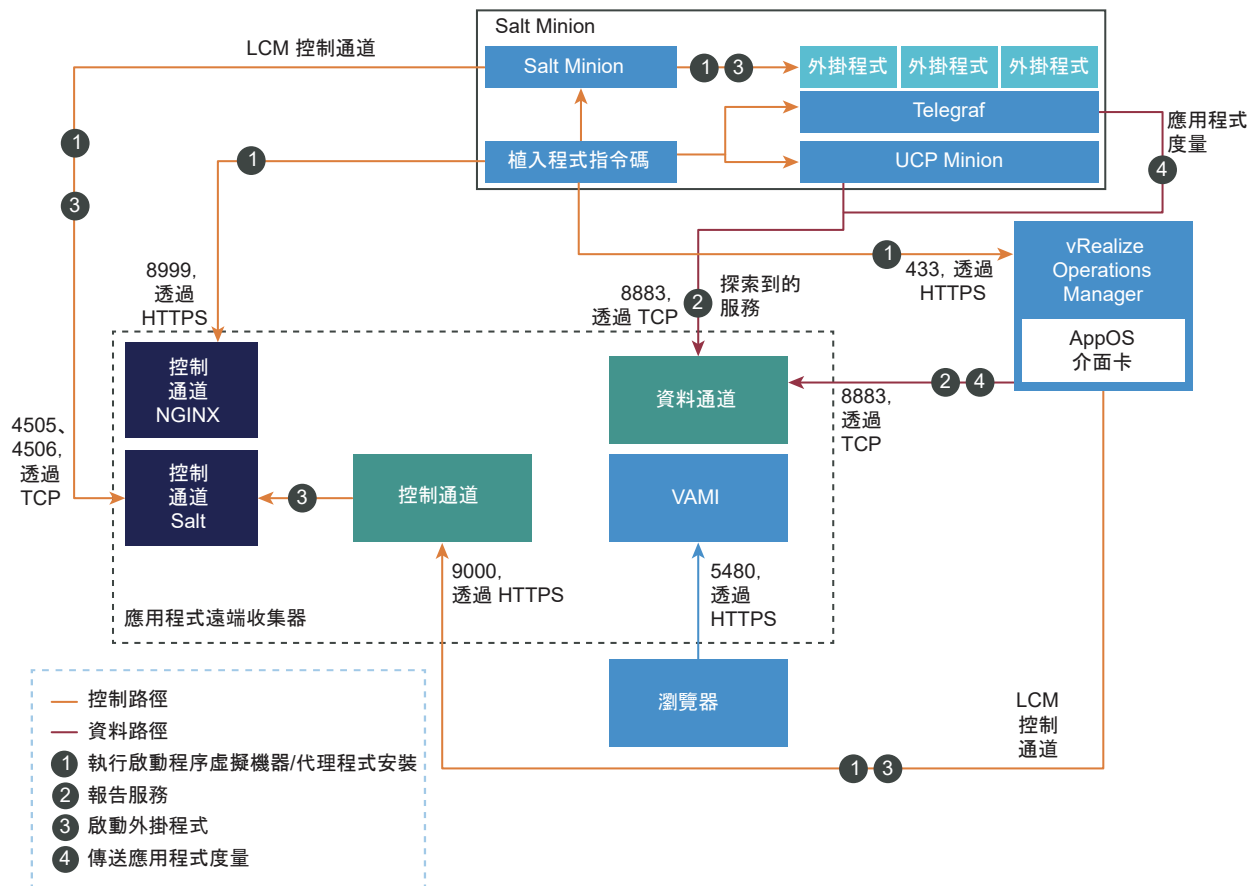 Salt Minion
LCM 控制通道
Salt Minion
1
3
外掛程式
外掛程式
外掛程式
Telegraf
應用程式
度量
1
1
植入程式指令碼
UCP Minion
4
3
vRealize
Operations
Manager
1
8999,
透過
HTTPS
8883,
透過 TCP
2
探索到的
服務
433, 透過
HTTPS
AppOS
介面卡
控制
通道
NGINX
資料通道
2
4
8883,
透過
TCP
4505、
4506,
透過
TCP
控制
通道
Salt
3
控制通道
VAMI
9000,
透過 HTTPS
5480,
透過
HTTPS
應用程式遠端收集器
瀏覽器
LCM
控制
通道
1
3
控制路徑
資料路徑
1 執行啟動程序虛擬機器/代理程式安裝
2 報告服務
3 啟動外掛程式
4 傳送應用程式度量